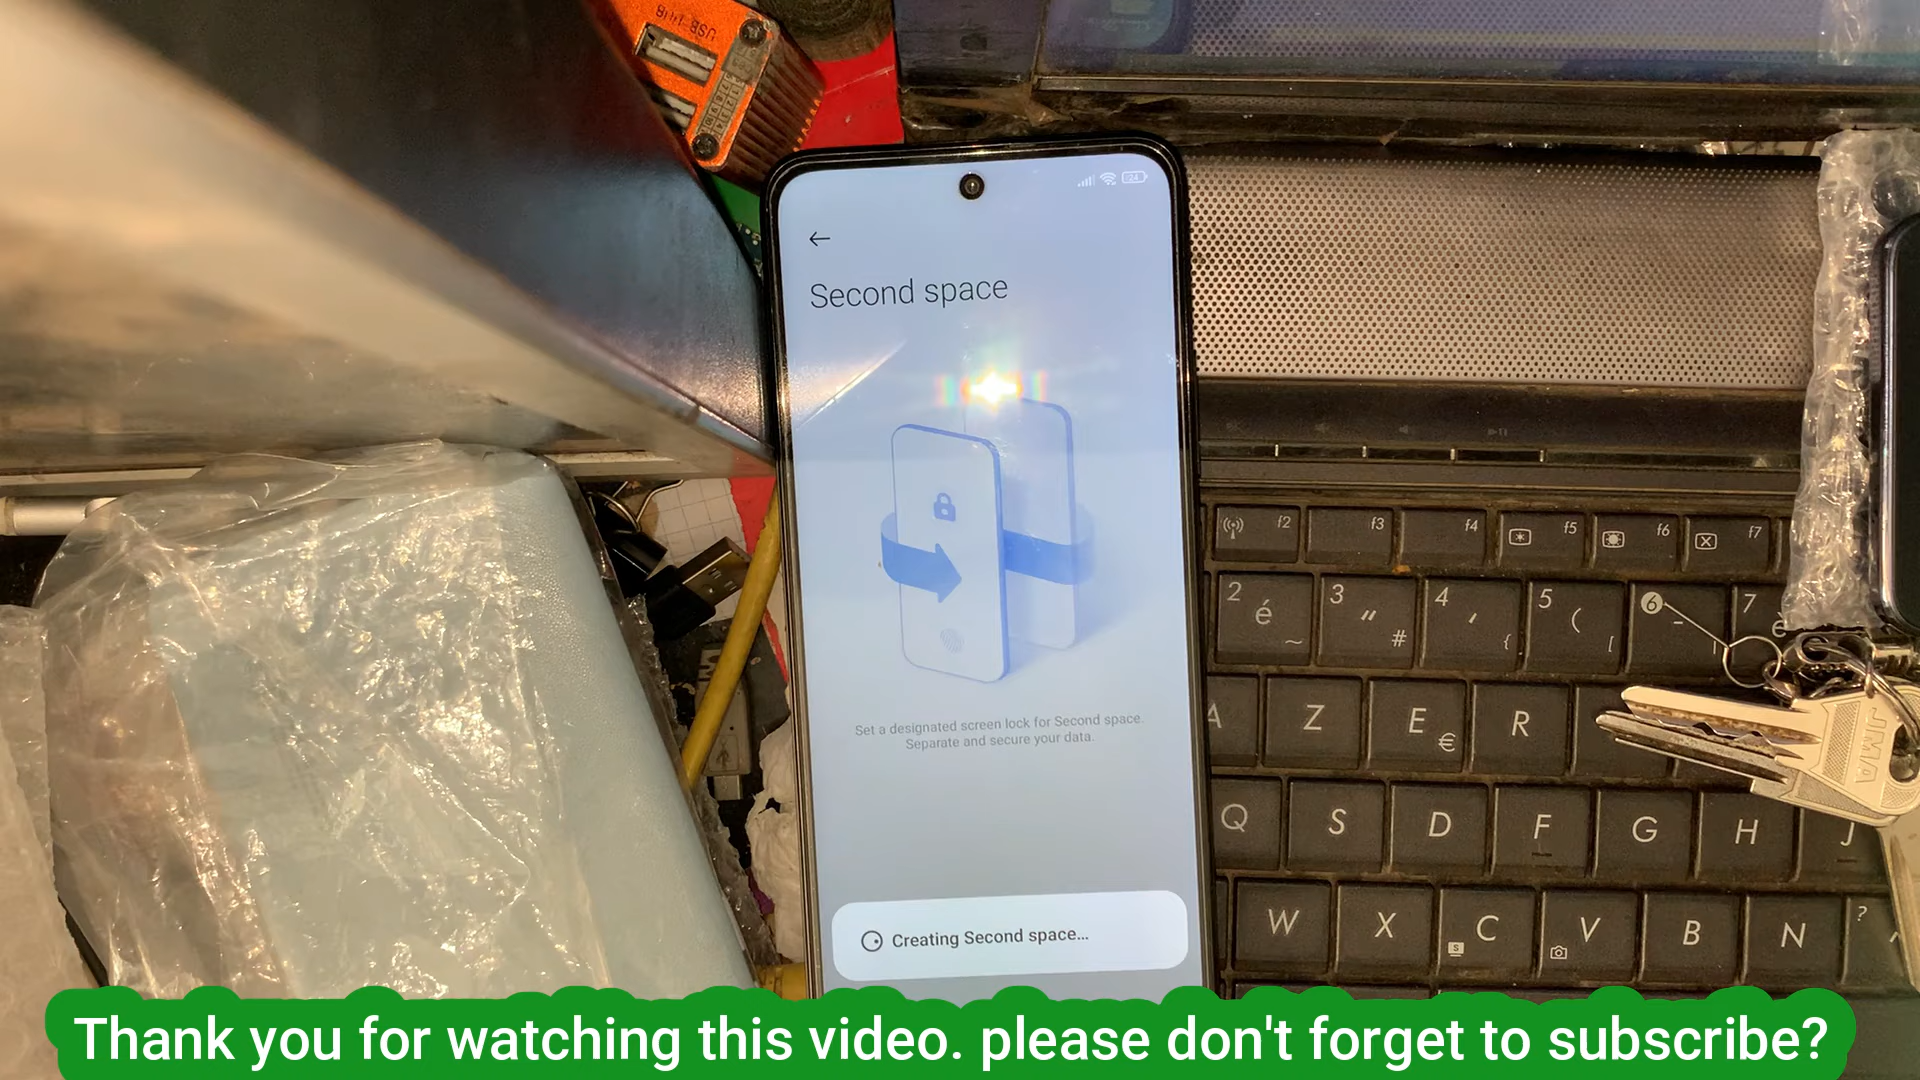 USB-HUB
24
Second space
Set a designated screen lock for Second space.
Separate and secure your data.
Creating Second space...
f2 f3 f4 f5 f6 f7
2 é ~ 3 " # 4 ' { 5 ( [ 6 - | 7 è
A Z E € R
Q S D F G H J
W X C S V B N ?
JMA
Thank you for watching this video. please don't forget to subscribe?